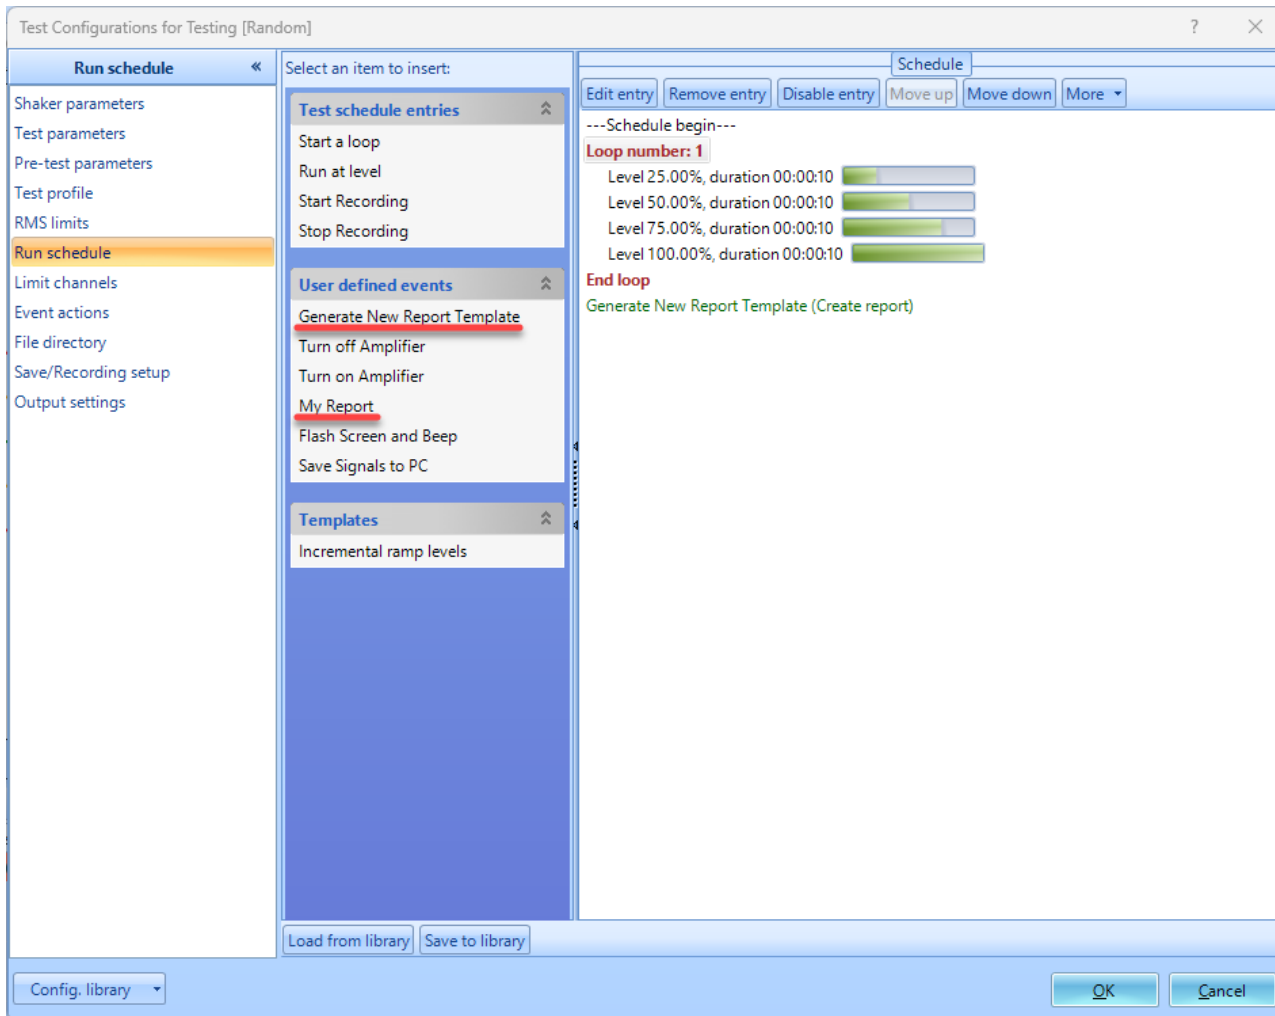 Test Configurations for Testing [Random]
?
Run schedule «
Shaker parameters
Test parameters
Pre-test parameters
Test profile
RMS limits
Run schedule
Limit channels
Event actions
File directory
Save/Recording setup
Output settings
Select an item to insert:
Test schedule entries
Start a loop
Run at level
Start Recording
Stop Recording
User defined events
Generate New Report Template
Turn off Amplifier
Turn on Amplifier
My Report
Flash Screen and Beep
Save Signals to PC
Templates
Incremental ramp levels
Schedule
Edit entry Remove entry Disable entry Move up Move down More
---Schedule begin---
Loop number: 1
Level 25.00%, duration 00:00:10
Level 50.00%, duration 00:00:10
Level 75.00%, duration 00:00:10
Level 100.00%, duration 00:00:10
End loop
Generate New Report Template (Create report)
Load from library Save to library
Config. library
OK Cancel